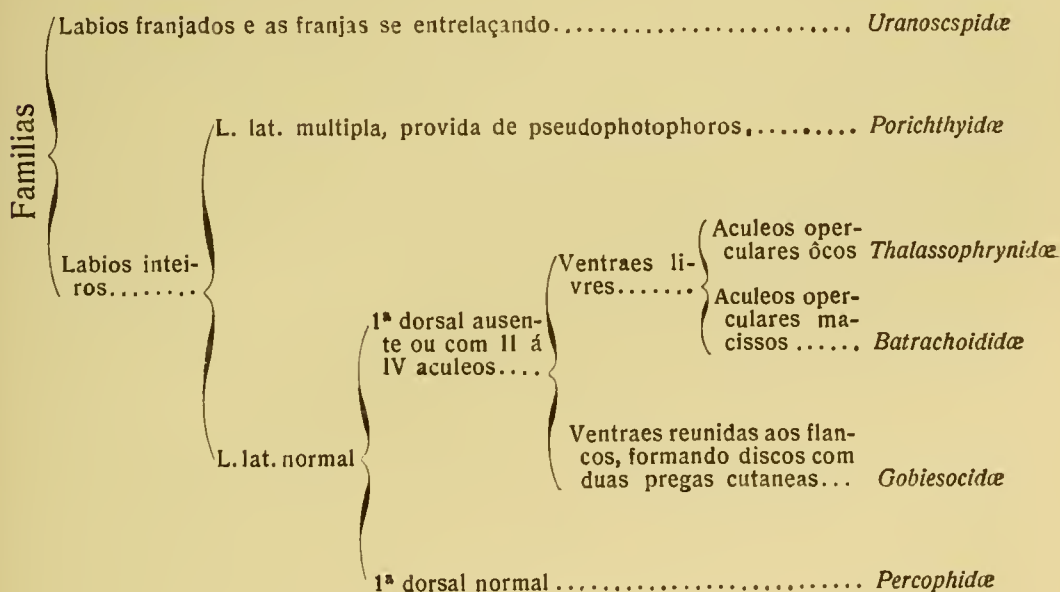 Familias
Labios franjados e as franjas se entrelaçando.......................... Uranoscspidæ
L. lat. multipla, provida de pseudophotophoros.......... Porichthyidæ
Labios intei-
ros........
L. lat. normal
1ª dorsal ausen-
te ou com II á
IV aculeos....
Ventraes li-
vres.......
Aculeos oper-
culares ôcos Thalassophrynidæ
Aculeos oper-
culares ma-
cissos ...... Batrachoididæ
Ventraes reunidas aos flan-
cos, formando discos com
duas pregas cutaneas... Gobiesocidæ
1ª dorsal normal ........................... Percophidæ